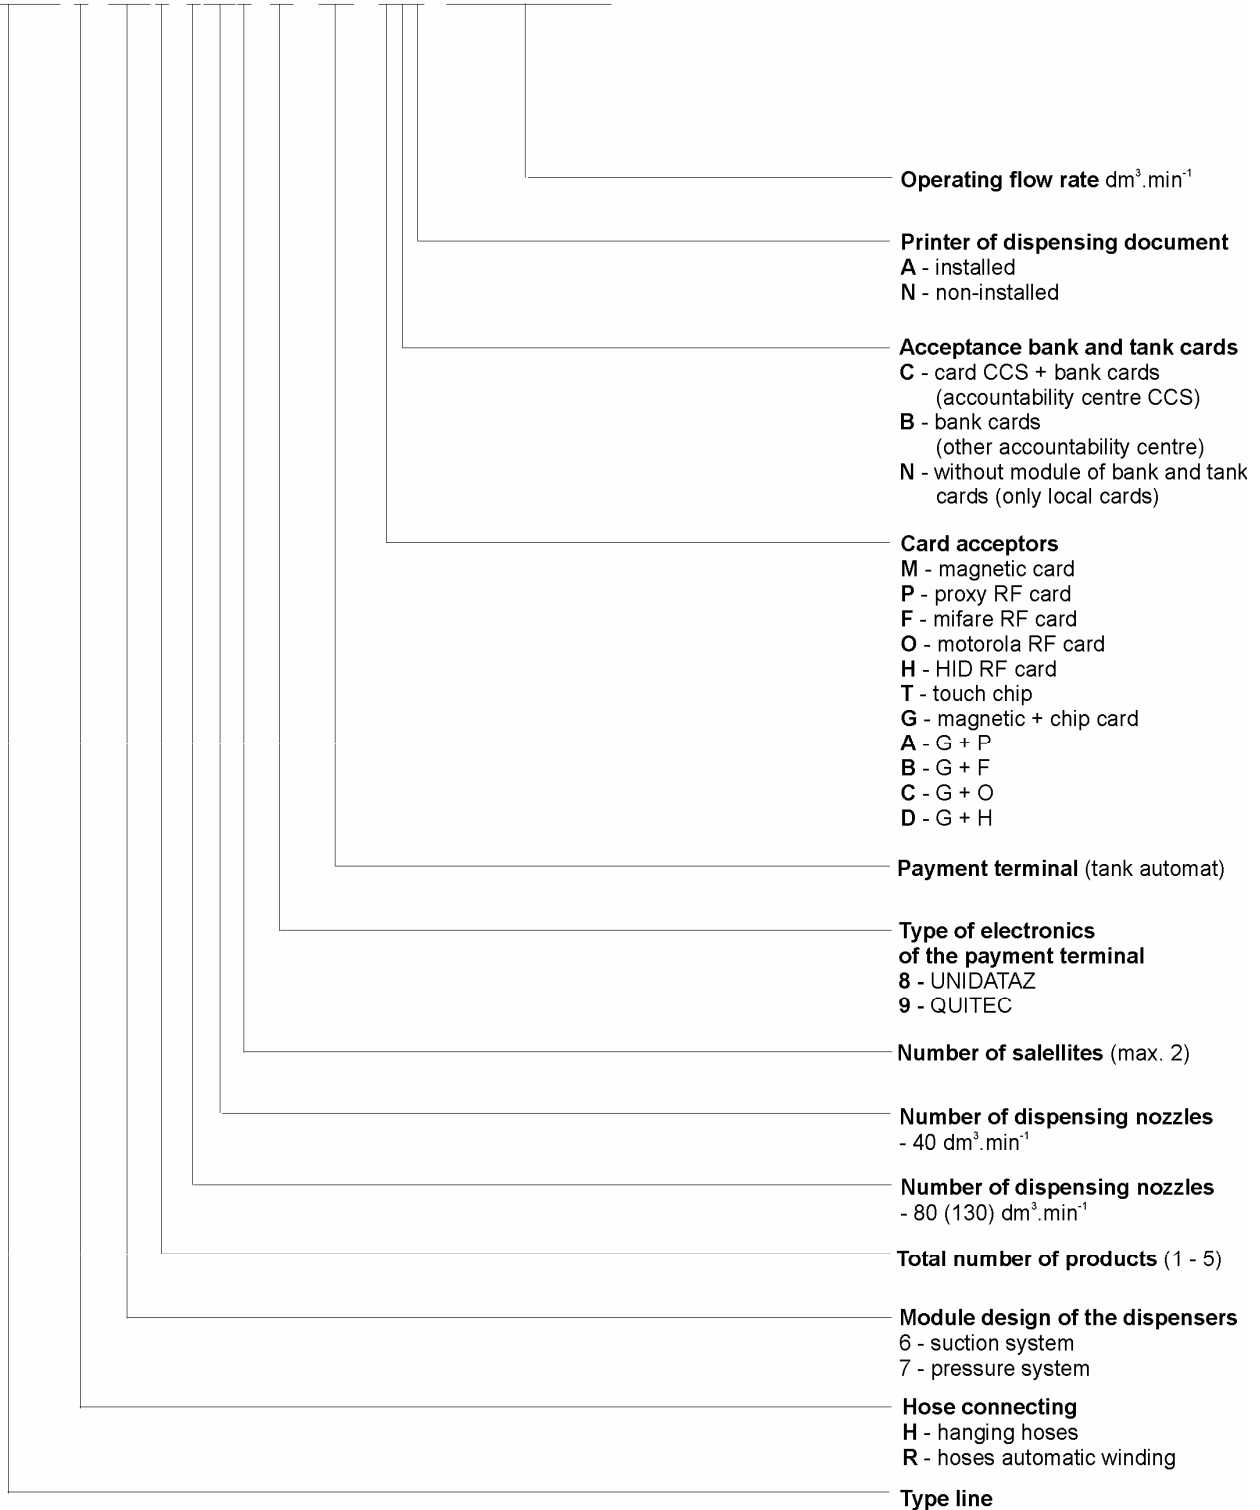 Operating flow rate dm³.min⁻¹
Printer of dispensing document
A - installed
N - non-installed
Acceptance bank and tank cards
C - card CCS + bank cards
(accountability centre CCS)
B - bank cards
(other accountability centre)
N - without module of bank and tank
cards (only local cards)
Card acceptors
M - magnetic card
P - proxy RF card
F - mifare RF card
O - motorola RF card
H - HID RF card
T - touch chip
G - magnetic + chip card
A - G + P
B - G + F
C - G + O
D - G + H
Payment terminal (tank automat)
Type of electronics
of the payment terminal
8 - UNIDATAZ
9 - QUITEC
Number of salellites (max. 2)
Number of dispensing nozzles
- 40 dm³.min⁻¹
Number of dispensing nozzles
- 80 (130) dm³.min⁻¹
Total number of products (1 - 5)
Module design of the dispensers
6 - suction system
7 - pressure system
Hose connecting
H - hanging hoses
R - hoses automatic winding
Type line